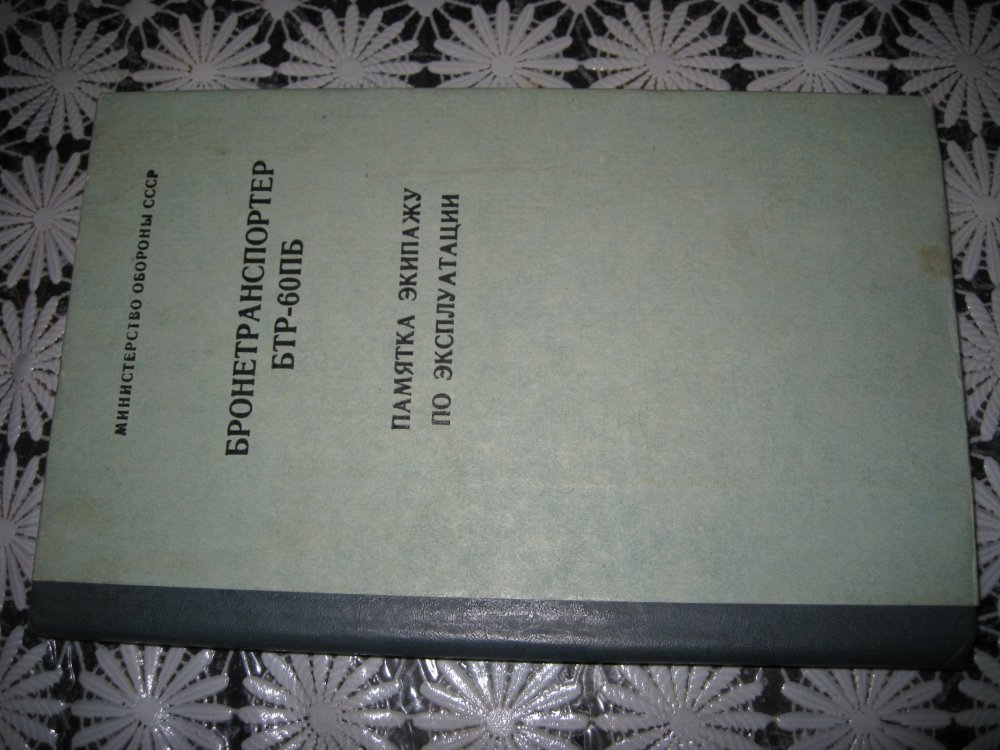 МИНИСТЕРСТВО ОБОРОНЫ СССР
БРОНЕТРАНСПОРТЕР
БТР-60ПБ
ПАМЯТКА ЭКИПАЖУ
ПО ЭКСПЛУАТАЦИИ